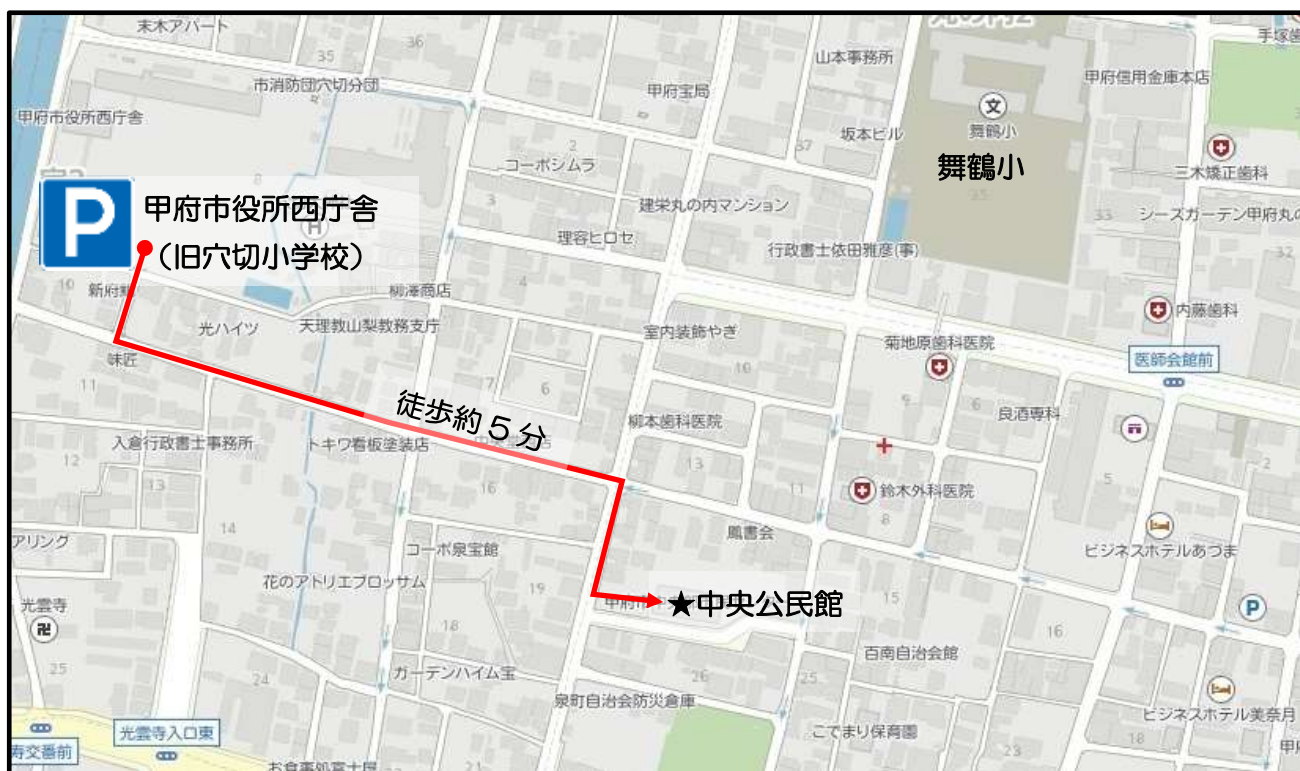 末木アパート
35
36
市消防団穴切分団
甲府市役所西庁舎
山本事務所
甲府信用金庫本店
甲府宝局
文
舞鶴小
舞鶴小
坂本ビル
37
2
コーポシムラ
三木矯正歯科
8
P
甲府市役所西庁舎
(旧穴切小学校)
H
3
建栄丸の内マンション
33
シーズガーデン甲府丸の
理容ヒロセ
行政書士依田雅彦(事)
32
10
柳澤商店
4
光ハイツ
天理教山梨教務支庁
室内装飾やぎ
内藤歯科
菊地原歯科医院
医師会館前
味匠
11
7
6
10
9
6
徒歩約5分
柳本歯科医院
良酒専科
入倉行政書士事務所
トキワ看板塗装店
12
13
13
16
11
鈴木外科医院
5
2
14
8
鳳書会
アリング
コーポ泉宝館
ビジネスホテルあづま
花のアトリエブロッサム
19
★中央公民館
15
P
光雲寺
18
16
百南自治会館
25
24
ガーデンハイム宝
26
25
泉町自治会防災倉庫
ビジネスホテル美奈月
光雲寺入口東
こてまり保育園
18
寿交番前
23
21